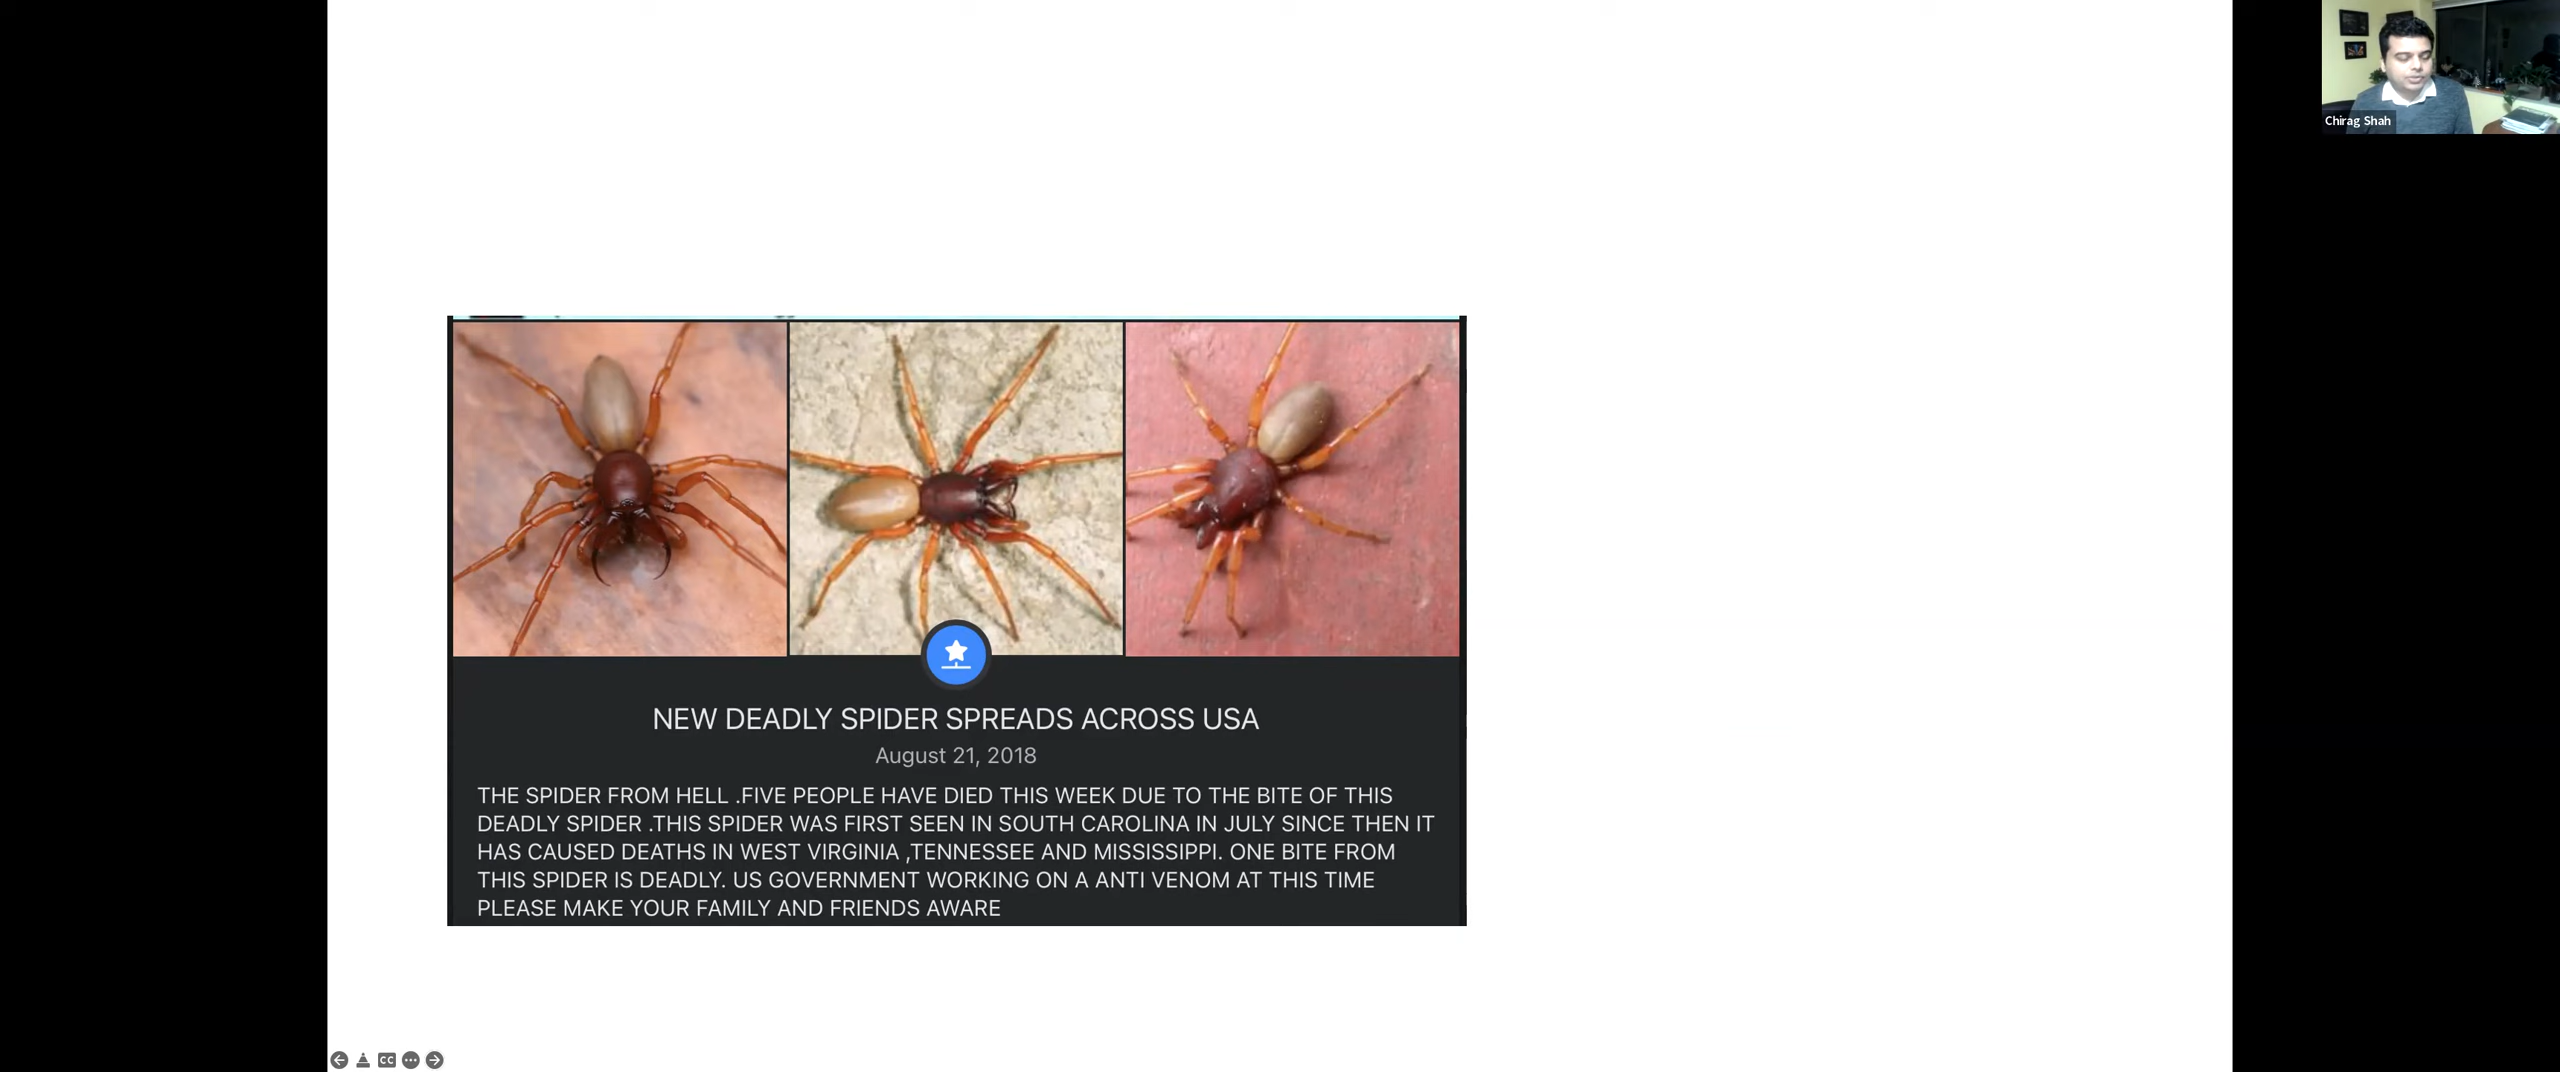 Chirag Shah
NEW DEADLY SPIDER SPREADS ACROSS USA
August 21, 2018
THE SPIDER FROM HELL .FIVE PEOPLE HAVE DIED THIS WEEK DUE TO THE BITE OF THIS
DEADLY SPIDER .THIS SPIDER WAS FIRST SEEN IN SOUTH CAROLINA IN JULY SINCE THEN IT
HAS CAUSED DEATHS IN WEST VIRGINIA ,TENNESSEE AND MISSISSIPPI. ONE BITE FROM
THIS SPIDER IS DEADLY. US GOVERNMENT WORKING ON A ANTI VENOM AT THIS TIME
PLEASE MAKE YOUR FAMILY AND FRIENDS AWARE
CC